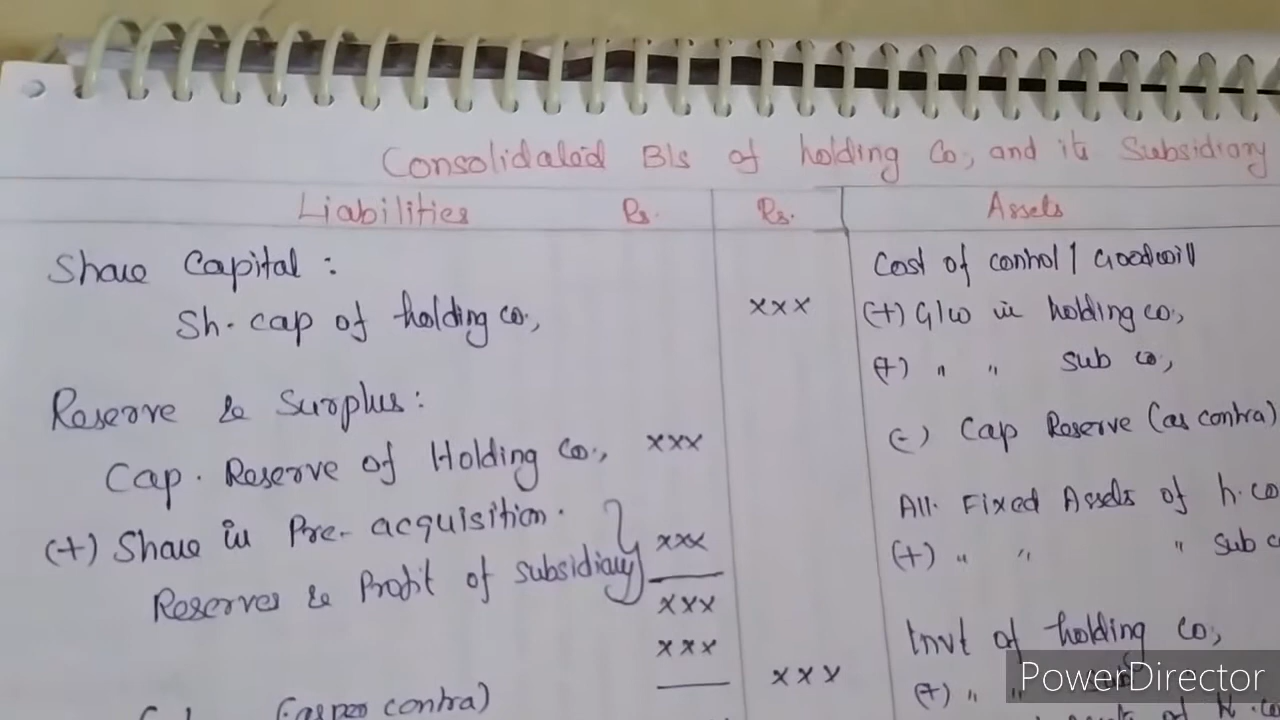 Consolidated B/s of holding Co, and its Subsidiary
Liabilities Rs. Rs. Assets
Share Capital :
Sh. cap of holding co, xxx
Reserve & Surplus :
Cap. Reserve of Holding Co., xxx
(+) Share in Pre-acquisition.
Reserves & Profit of subsidiary xxx
xxx
xxx xxx
(as per contra)
Cost of control / Goodwill
(+) G/w in holding co,
(+) " " sub co,
(-) Cap Reserve (as contra)
All Fixed Assets of h.co
(+) " " " sub c
Invt of holding Co,
(+) " "
of H.co
PowerDirector